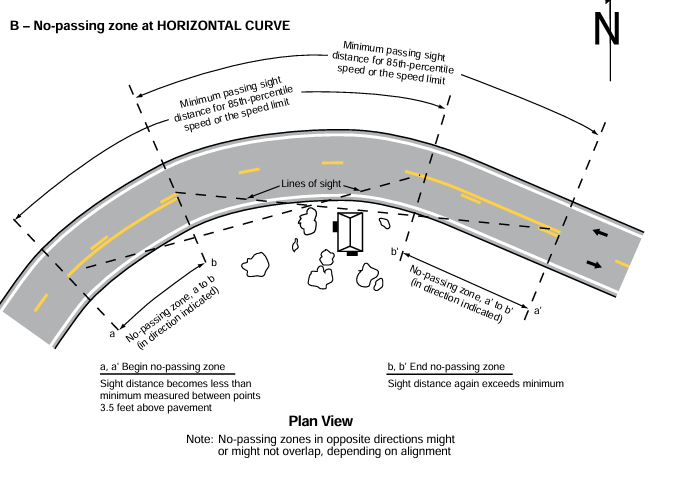 B – No-passing zone at HORIZONTAL CURVE
N
Minimum passing sight
distance for 85th-percentile
speed or the speed limit
Minimum passing sight
distance for 85th-percentile
speed or the speed limit
Lines of sight
b
b'
No-passing zone, a to b
(in direction indicated)
No-passing zone, a' to b'
(in direction indicated)
a
a'
a, a' Begin no-passing zone
Sight distance becomes less than
minimum measured between points
3.5 feet above pavement
b, b' End no-passing zone
Sight distance again exceeds minimum
Plan View
Note: No-passing zones in opposite directions might
or might not overlap, depending on alignment